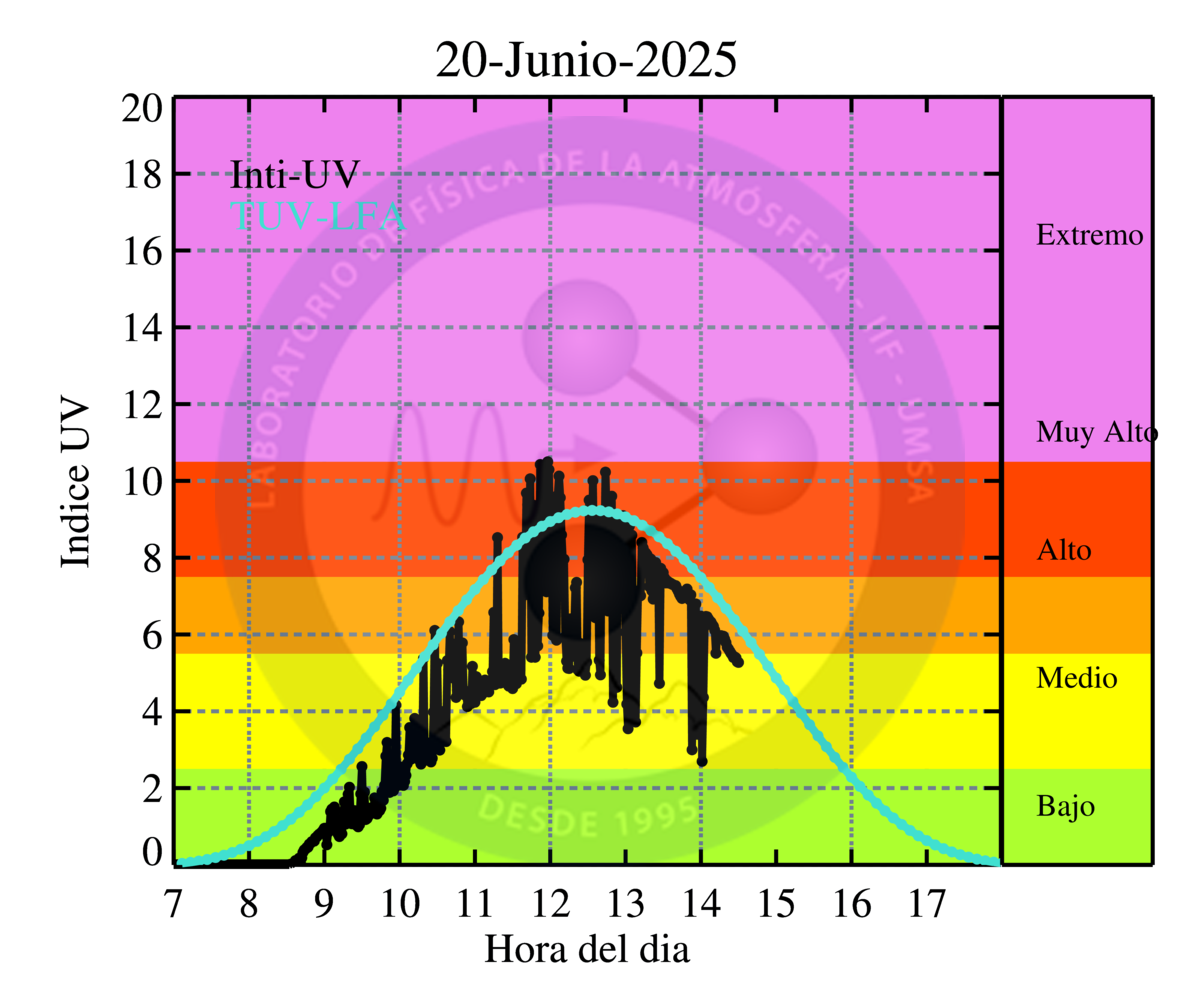 20-Junio-2025
Inti-UV
TUV-LFA
LABORATORIO DE FÍSICA DE LA ATMÓSFERA - IIF - UMSA
DESDE 1995
Indice UV
20
18
16
14
12
10
8
6
4
2
0
Extremo
Muy Alto
Alto
Medio
Bajo
7 8 9 10 11 12 13 14 15 16 17
Hora del dia